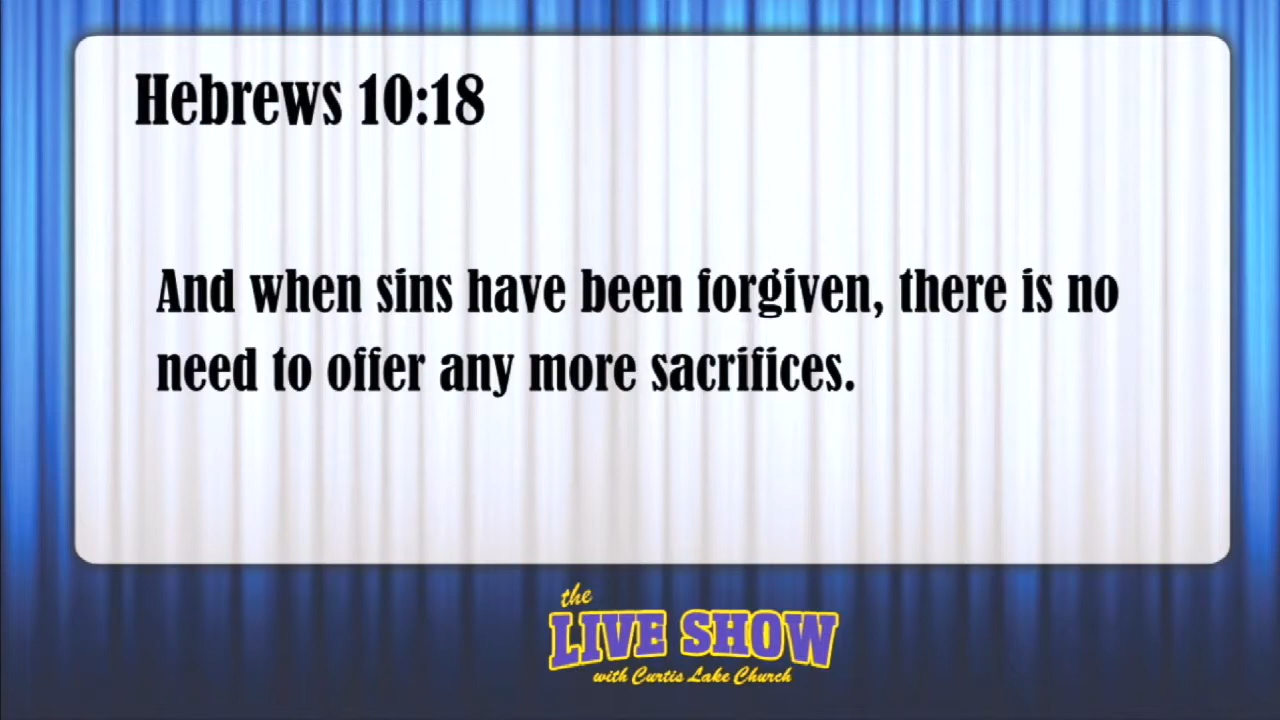 Hebrews 10:18
And when sins have been forgiven, there is no
need to offer any more sacrifices.
the
LIVE SHOW
with Curtis Lake Church